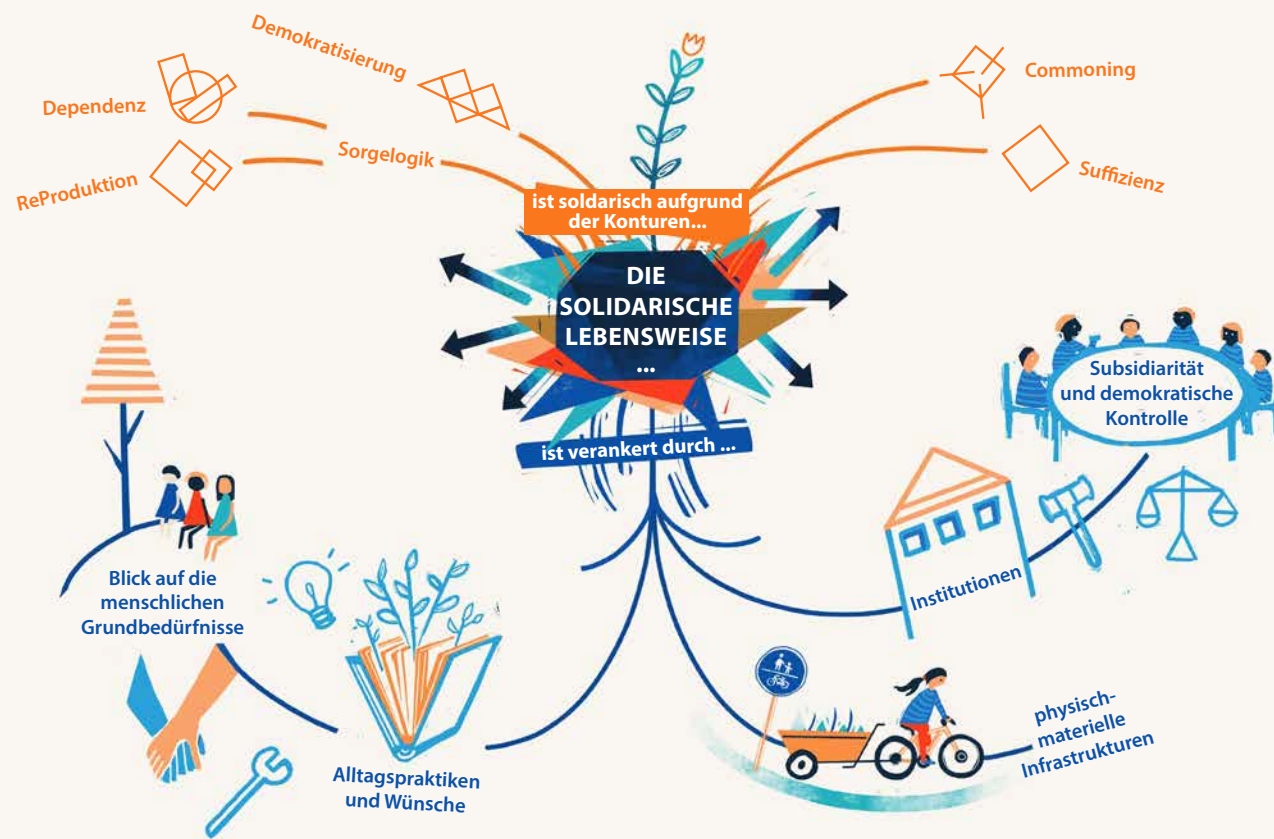 Demokratisierung
Dependenz
Commoning
Sorgelogik
ReProduktion
Suffizienz
ist soldarisch aufgrund
der Konturen...
DIE
SOLIDARISCHE
LEBENSWEISE
...
ist verankert durch ...
Subsidiarität
und demokratische
Kontrolle
Blick auf die
menschlichen
Grundbedürfnisse
Institutionen
Alltagspraktiken
und Wünsche
physisch-
materielle
Infrastrukturen